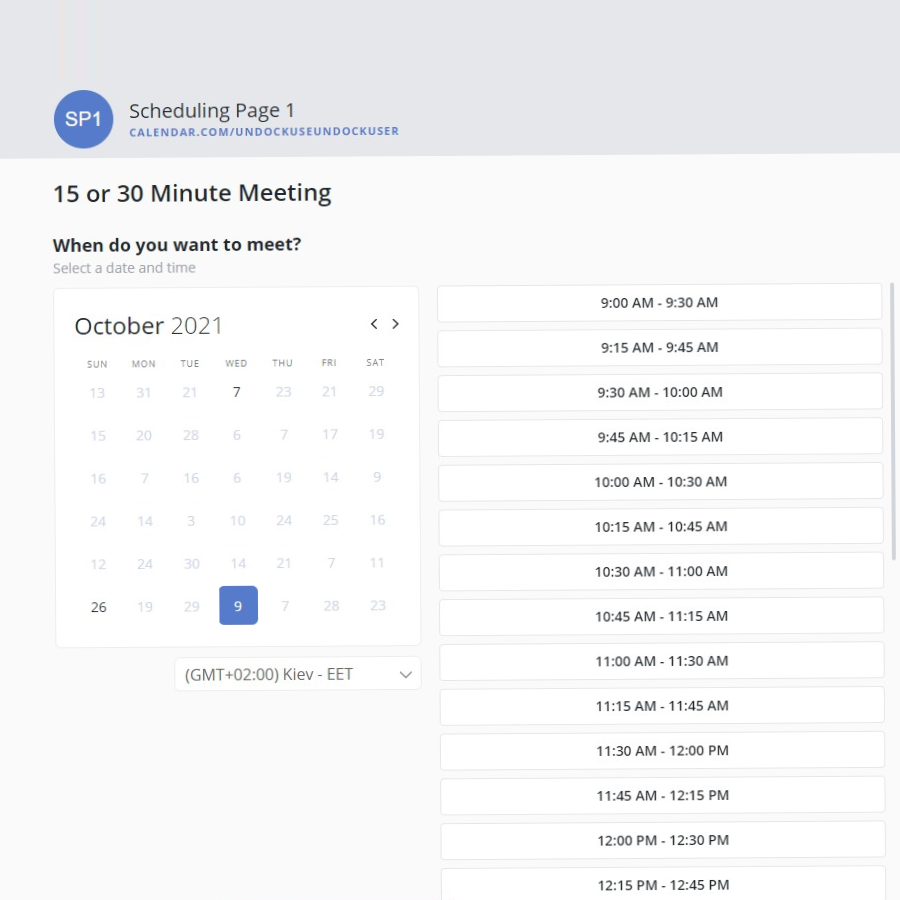 SP1
Scheduling Page 1
CALENDAR.COM/UNDOCKUSEUNDOCKUSER
15 or 30 Minute Meeting
When do you want to meet?
Select a date and time
October 2021
SUN MON TUE WED THU FRI SAT
13 31 21 7 23 21 29
15 20 28 6 7 17 19
16 7 16 6 19 14 9
24 14 3 10 24 25 16
12 24 30 14 21 7 11
26 19 29 9 7 28 23
(GMT+02:00) Kiev - EET
9:00 AM - 9:30 AM
9:15 AM - 9:45 AM
9:30 AM - 10:00 AM
9:45 AM - 10:15 AM
10:00 AM - 10:30 AM
10:15 AM - 10:45 AM
10:30 AM - 11:00 AM
10:45 AM - 11:15 AM
11:00 AM - 11:30 AM
11:15 AM - 11:45 AM
11:30 AM - 12:00 PM
11:45 AM - 12:15 PM
12:00 PM - 12:30 PM
12:15 PM - 12:45 PM